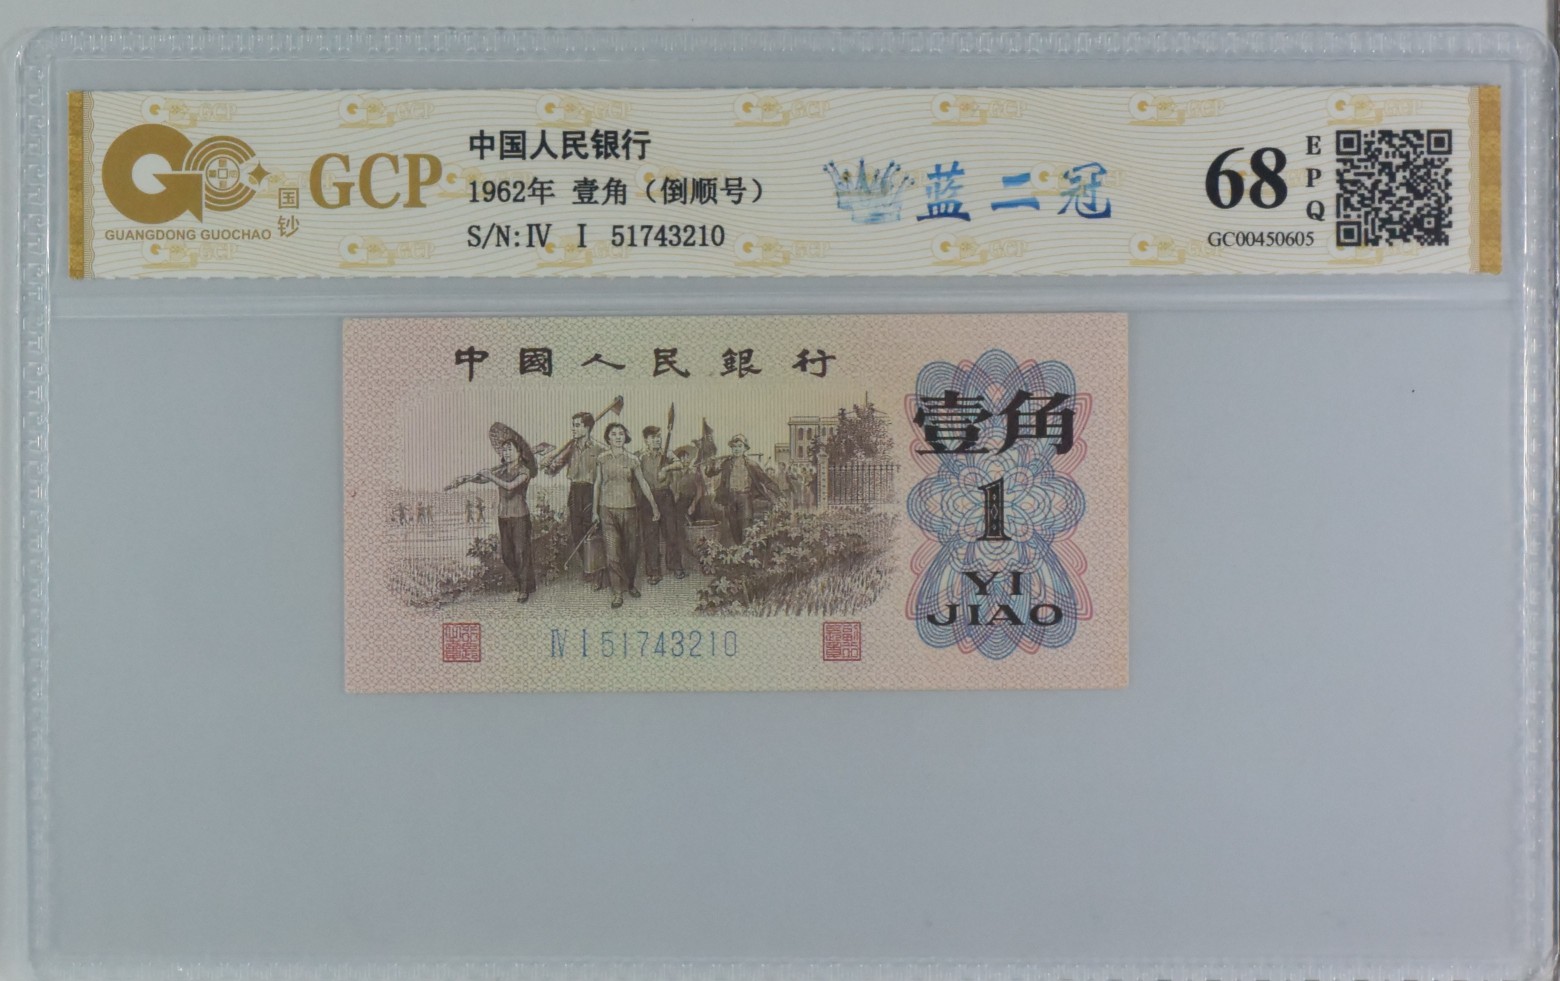 GCP
国钞
GUANGDONG GUOCHAO
中国人民银行
1962年 壹角（倒顺号）
S/N:Ⅳ Ⅰ 51743210
蓝二冠
68
EPQ
GC00450605
中國人民銀行
壹角
1
YI
JIAO
Ⅳ Ⅰ 51743210